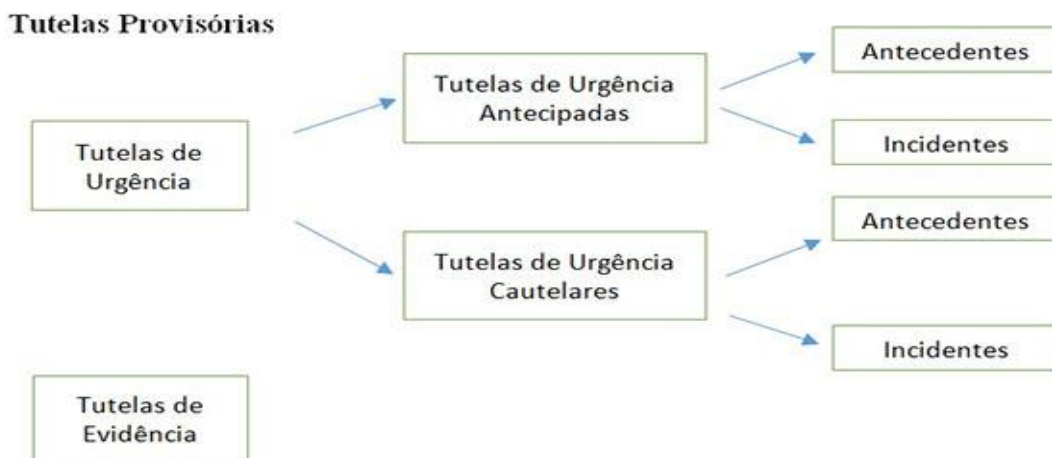 Tutelas Provisórias
Tutelas de
Urgência
Tutelas de Urgência
Antecipadas
Antecedentes
Incidentes
Tutelas de Urgência
Cautelares
Antecedentes
Incidentes
Tutelas de
Evidência